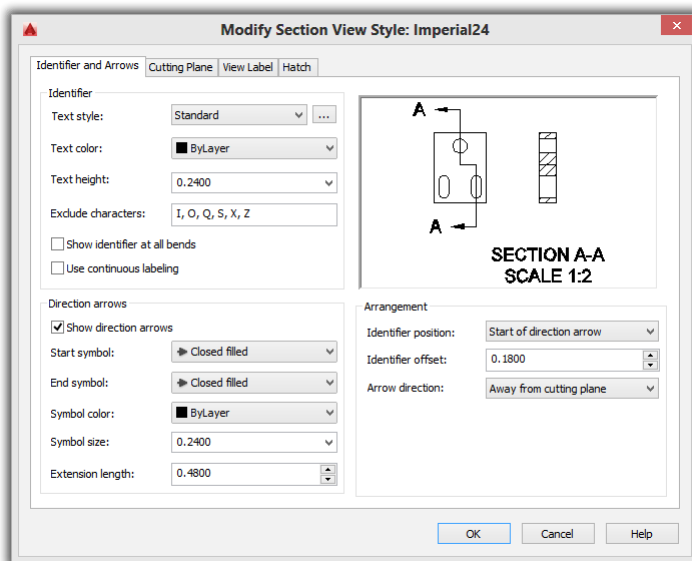 Modify Section View Style: Imperial24
Identifier and Arrows Cutting Plane View Label Hatch
Identifier
Text style: Standard ...
Text color: ByLayer
Text height: 0.2400
Exclude characters: I, O, Q, S, X, Z
Show identifier at all bends
Use continuous labeling
A
A
SECTION A-A
SCALE 1:2
Direction arrows
Show direction arrows
Start symbol: Closed filled
End symbol: Closed filled
Symbol color: ByLayer
Symbol size: 0.2400
Extension length: 0.4800
Arrangement
Identifier position: Start of direction arrow
Identifier offset: 0.1800
Arrow direction: Away from cutting plane
OK Cancel Help